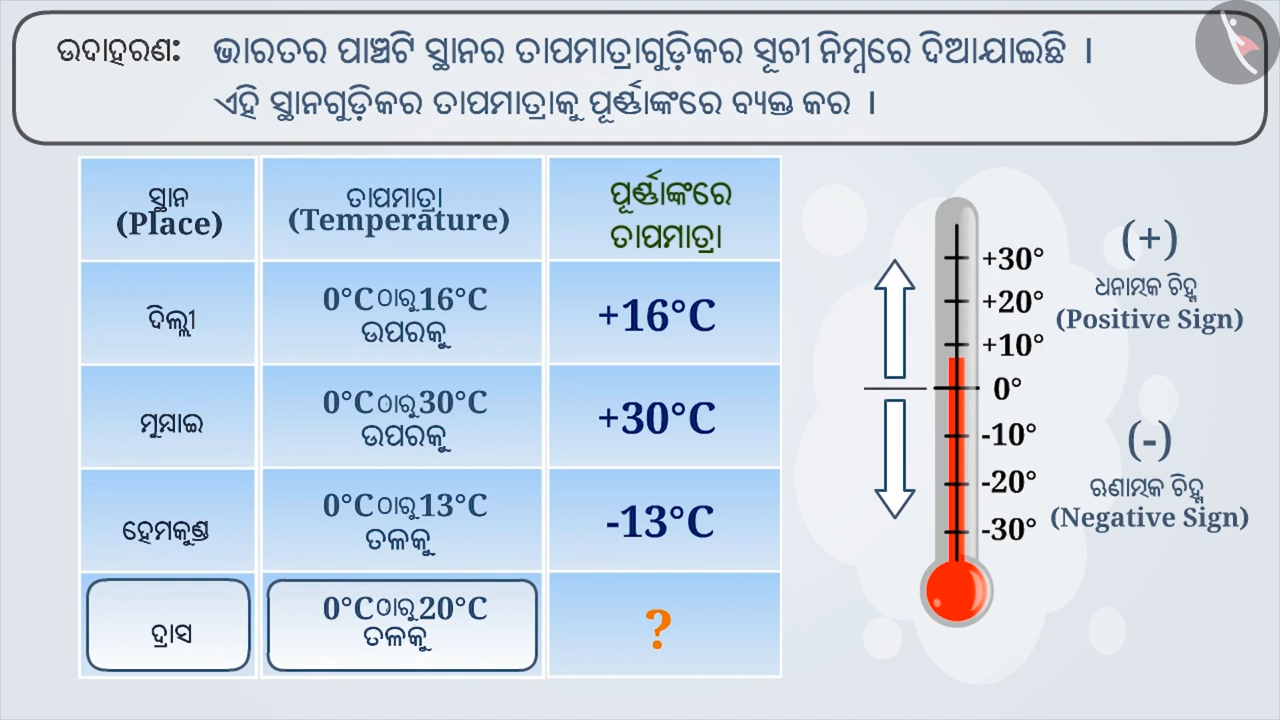 ଉଦାହରଣ: ଭାରତର ପାଞ୍ଚଟି ସ୍ଥାନର ତାପମାତ୍ରାଗୁଡ଼ିକର ସୂଚୀ ନିମ୍ନରେ ଦିଆଯାଇଛି ।
ଏହି ସ୍ଥାନଗୁଡ଼ିକର ତାପମାତ୍ରାକୁ ପୂର୍ଣ୍ଣାଙ୍କରେ ବ୍ୟକ୍ତ କର ।
ସ୍ଥାନ
(Place)
ତାପମାତ୍ରା
(Temperature)
ପୂର୍ଣ୍ଣାଙ୍କରେ
ତାପମାତ୍ରା
ଦିଲ୍ଲୀ
0°C ଠାରୁ 16°C
ଉପରକୁ
+16°C
ମୁମ୍ବାଇ
0°C ଠାରୁ 30°C
ଉପରକୁ
+30°C
ହେମକୁଣ୍ଡ
0°C ଠାରୁ 13°C
ତଳକୁ
-13°C
ଦ୍ରାସ
0°C ଠାରୁ 20°C
ତଳକୁ
?
+30°
+20°
+10°
0°
-10°
-20°
-30°
(+)
ଧନାତ୍ମକ ଚିହ୍ନ
(Positive Sign)
(-)
ଋଣାତ୍ମକ ଚିହ୍ନ
(Negative Sign)